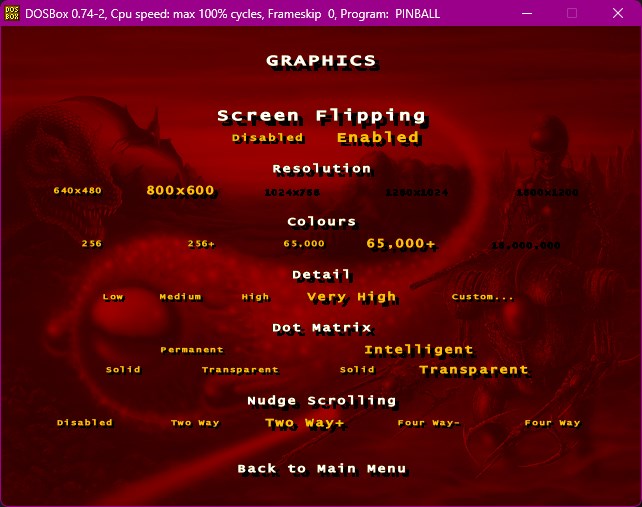 DOSBox 0.74-2, Cpu speed: max 100% cycles, Frameskip 0, Program: PINBALL
GRAPHICS
Screen Flipping
Disabled Enabled
Resolution
640x480 800x600 1024x768 1280x1024 1600x1200
Colours
256 256+ 65,000 65,000+ 16,000,000
Detail
Low Medium High Very High Custom...
Dot Matrix
Permanent Intelligent
Solid Transparent Solid Transparent
Nudge Scrolling
Disabled Two Way Two Way+ Four Way- Four Way
Back to Main Menu